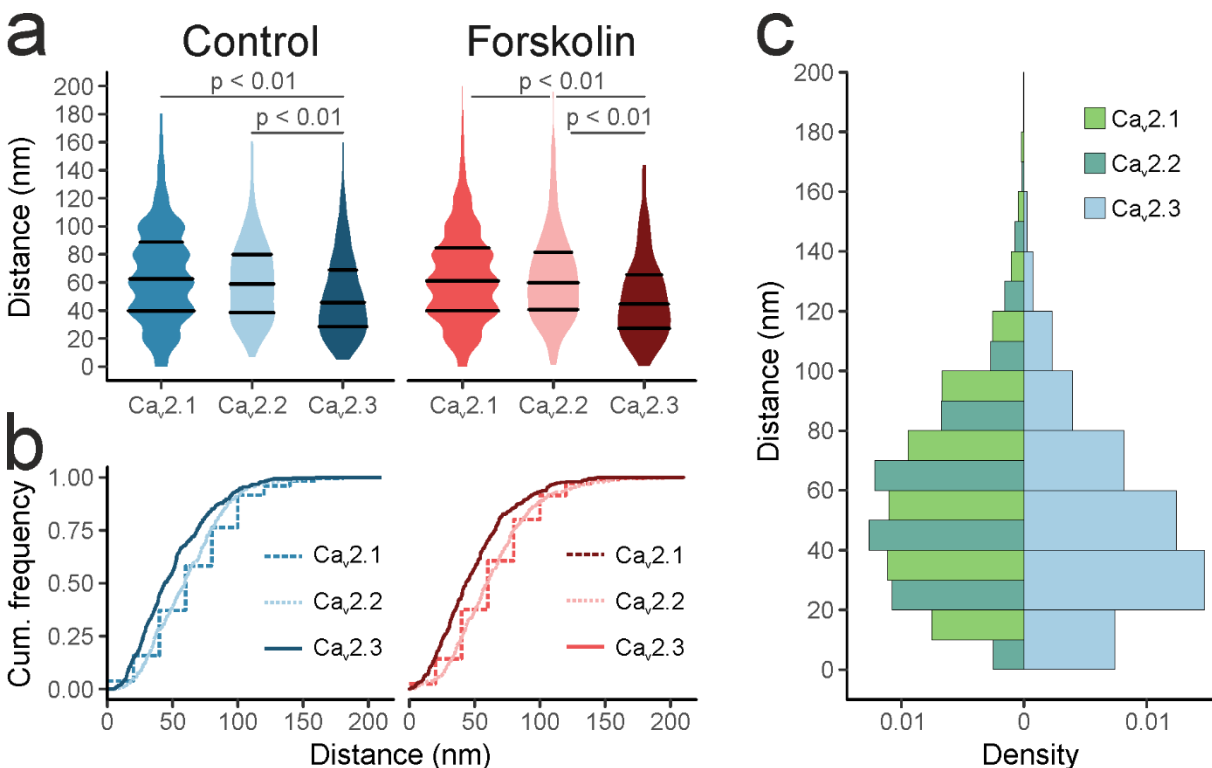 a
Control
Forskolin
p < 0.01
p < 0.01
p < 0.01
p < 0.01
Distance (nm)
200
180
160
140
120
100
80
60
40
20
0
Caᵥ2.1
Caᵥ2.2
Caᵥ2.3
Caᵥ2.1
Caᵥ2.2
Caᵥ2.3
b
Cum. frequency
1.00
0.75
0.50
0.25
0.00
Caᵥ2.1
Caᵥ2.2
Caᵥ2.3
Caᵥ2.1
Caᵥ2.2
Caᵥ2.3
0 50 100 150 200
0 50 100 150 200
Distance (nm)
c
Distance (nm)
200
180
160
140
120
100
80
60
40
20
0
Caᵥ2.1
Caᵥ2.2
Caᵥ2.3
0.01 0 0.01
Density